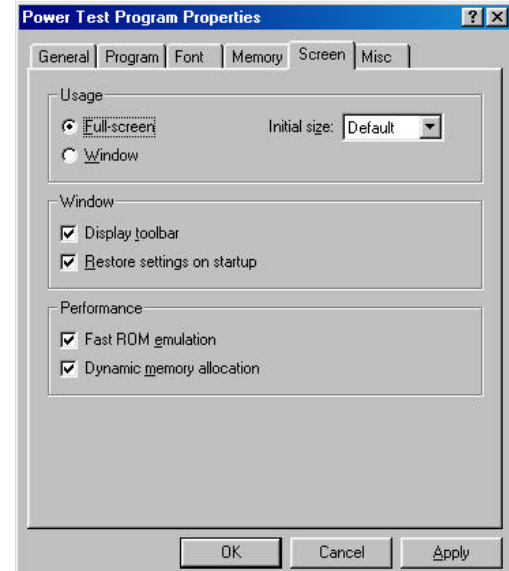 Power Test Program Properties
General Program Font Memory Screen Misc
Usage
Full-screen Initial size: Default
Window
Window
Display toolbar
Restore settings on startup
Performance
Fast ROM emulation
Dynamic memory allocation
OK Cancel Apply